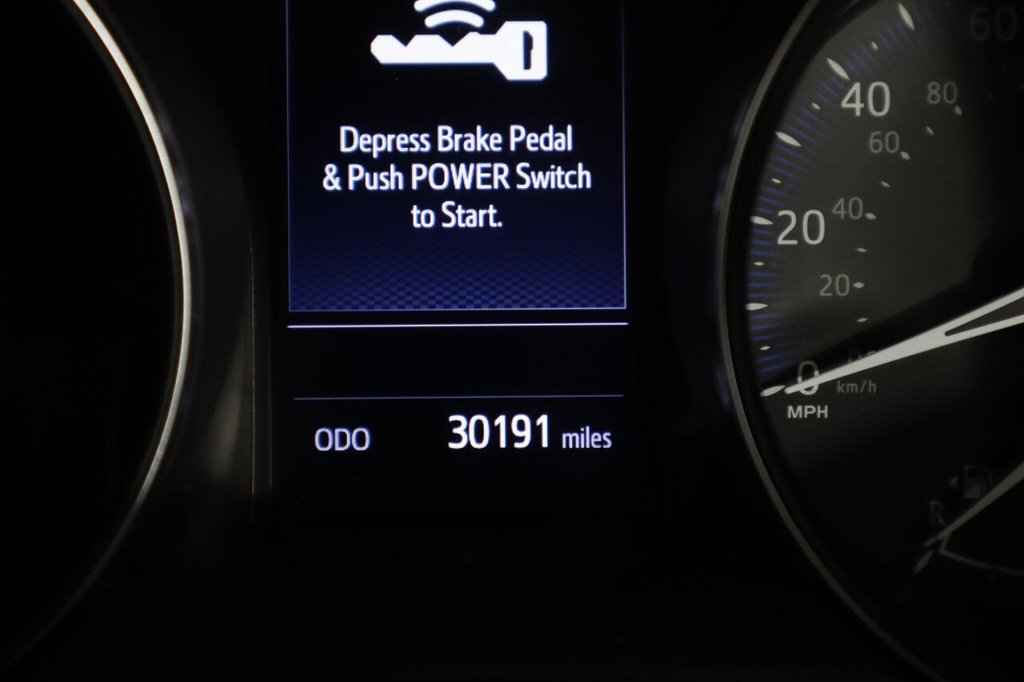 Depress Brake Pedal
& Push POWER Switch
to Start.
ODO 30191 miles
60
40
80
60
20
40
20
0
km/h
MPH
R